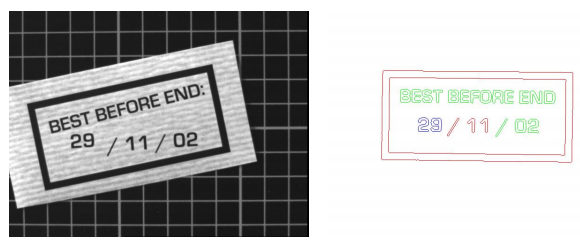 BEST BEFORE END:
29 / 11 / 02
BEST BEFORE END
29 / 11 / 02